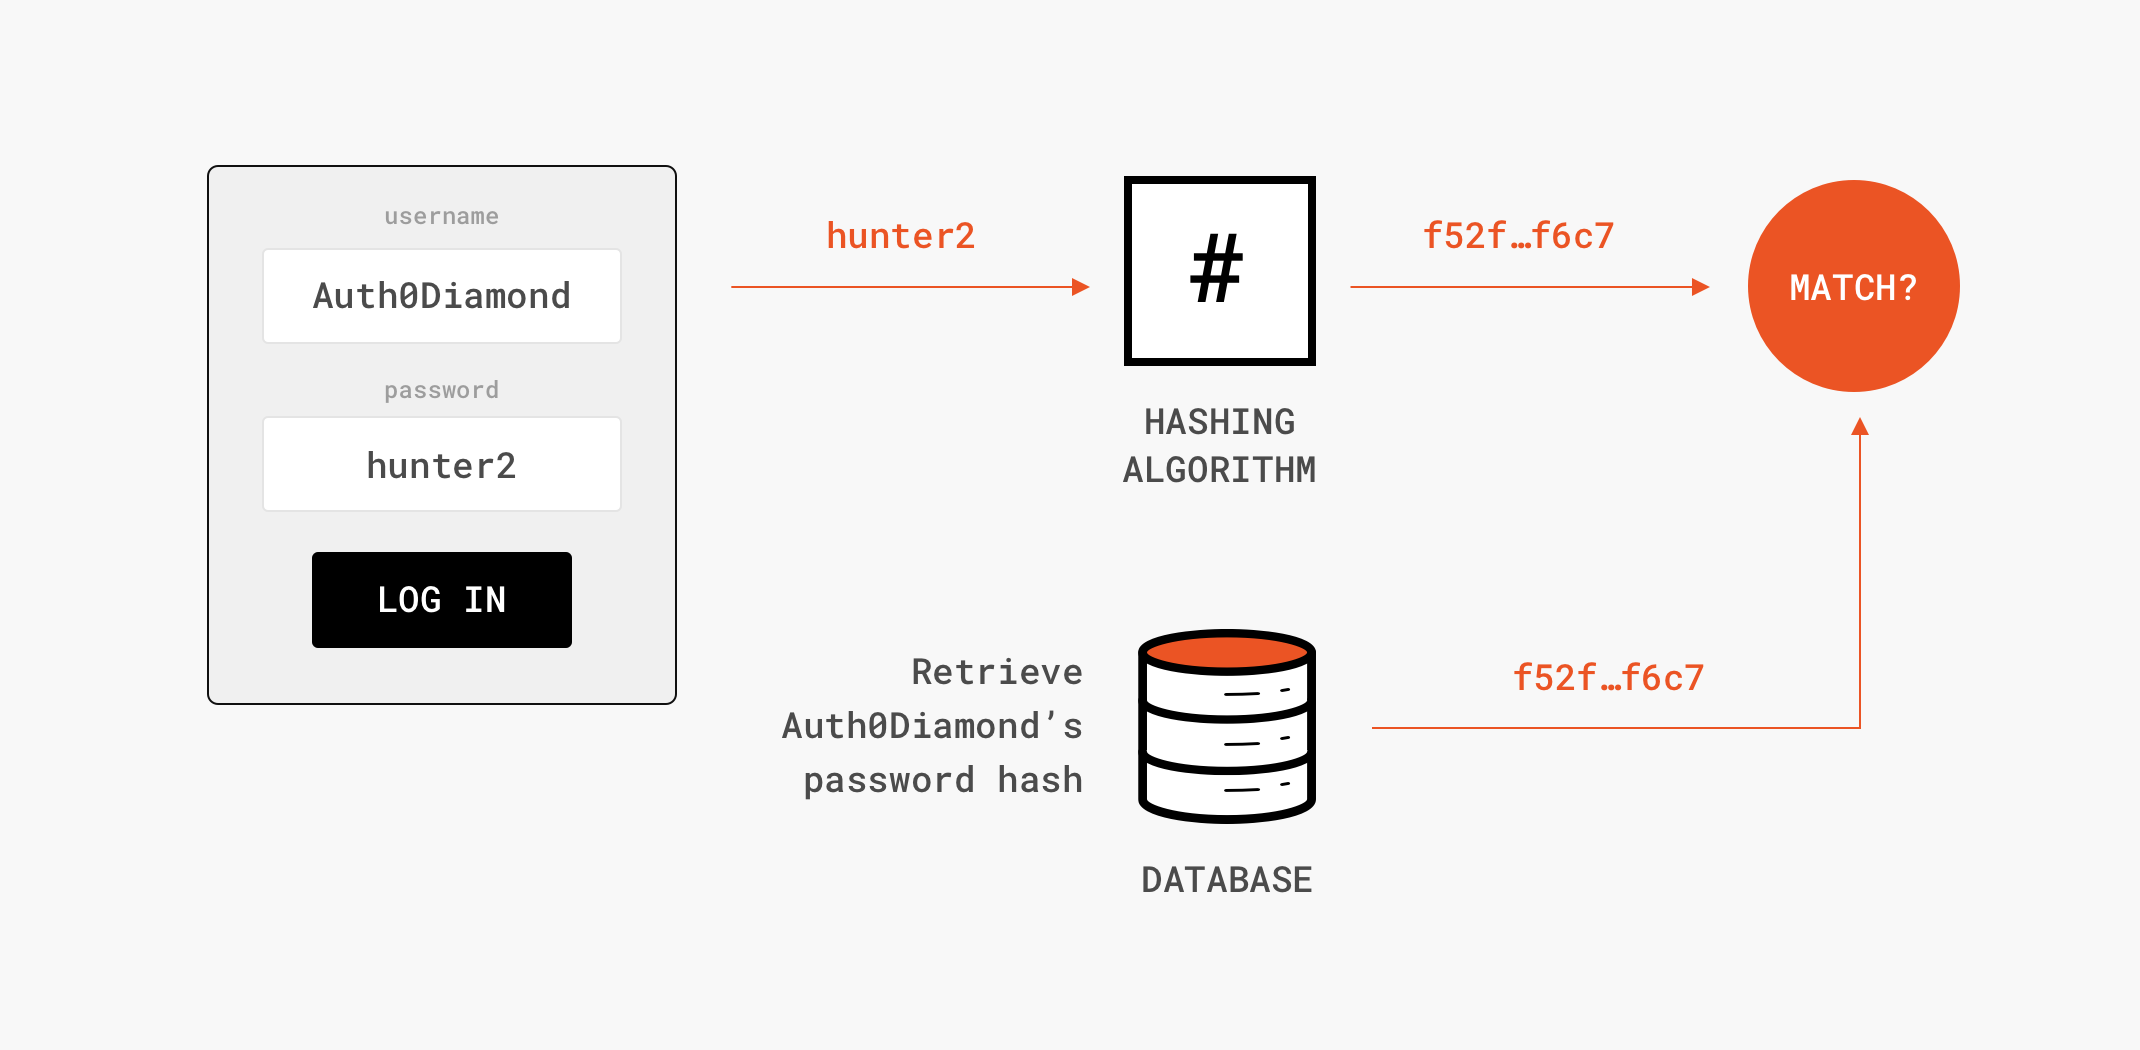 username
Auth0Diamond
password
hunter2
LOG IN
hunter2
#
HASHING
ALGORITHM
f52f…f6c7
MATCH?
Retrieve
Auth0Diamond’s
password hash
DATABASE
f52f…f6c7